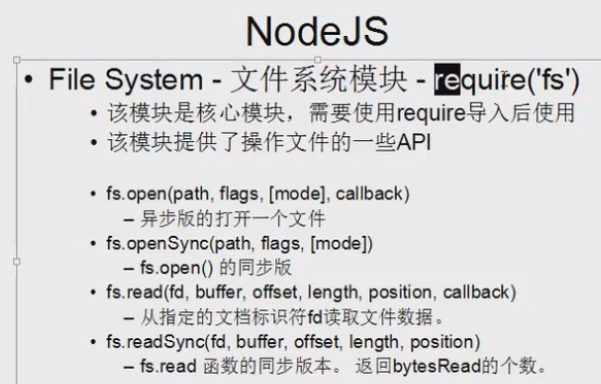 NodeJS
• File System - 文件系统模块 - require('fs')
• 该模块是核心模块，需要使用require导入后使用
• 该模块提供了操作文件的一些API
• fs.open(path, flags, [mode], callback)
– 异步版的打开一个文件
• fs.openSync(path, flags, [mode])
– fs.open() 的同步版
• fs.read(fd, buffer, offset, length, position, callback)
– 从指定的文档标识符fd读取文件数据。
• fs.readSync(fd, buffer, offset, length, position)
– fs.read 函数的同步版本。 返回bytesRead的个数。